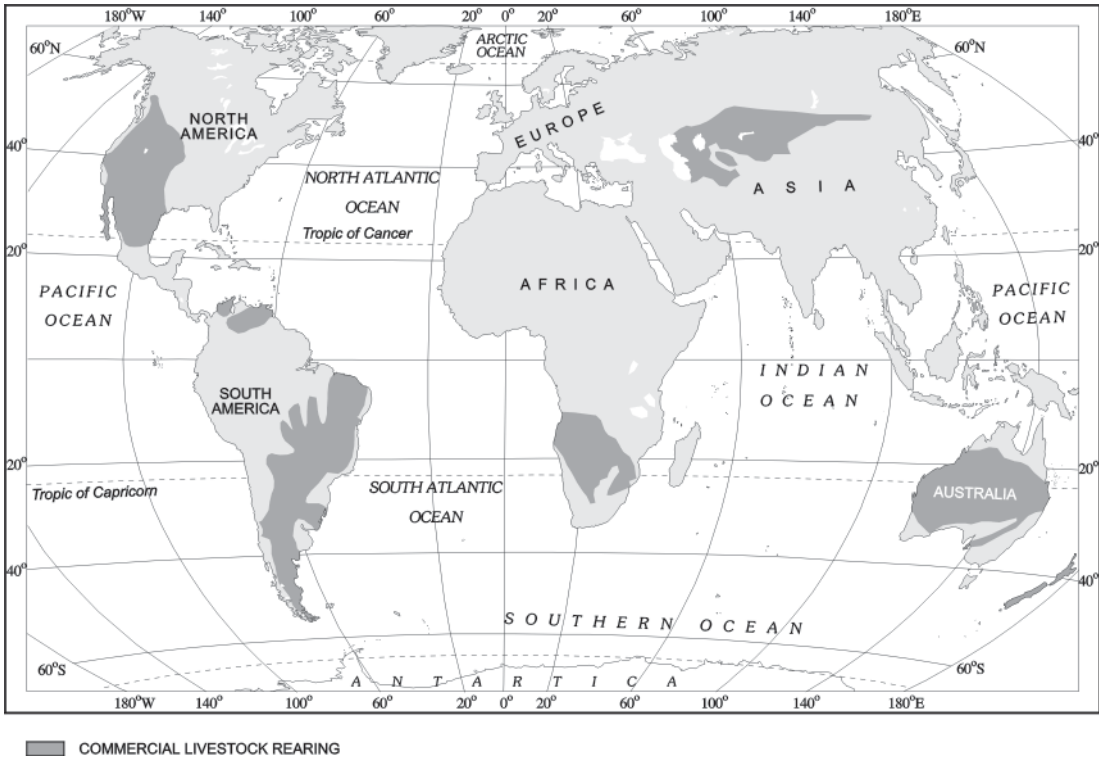 180°W 140° 100° 60° 20° 0° 20° 60° 100° 140° 180°E
ARCTIC
OCEAN
60°N 60°N
NORTH
AMERICA
EUROPE
40° 40°
NORTH ATLANTIC
OCEAN
ASIA
Tropic of Cancer
20° 20°
AFRICA
PACIFIC
OCEAN
PACIFIC
OCEAN
INDIAN
OCEAN
SOUTH
AMERICA
20° 20°
Tropic of Capricorn
SOUTH ATLANTIC
OCEAN
AUSTRALIA
40° 40°
SOUTHERN OCEAN
60°S 60°S
ANTARTICA
180°W 140° 100° 60° 20° 0° 20° 60° 100° 140° 180°E
COMMERCIAL LIVESTOCK REARING